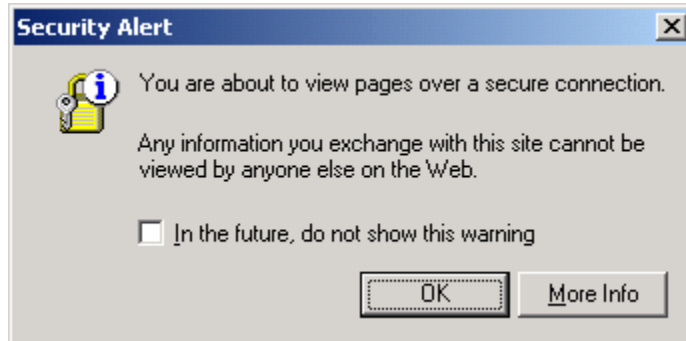 Security Alert
You are about to view pages over a secure connection.
Any information you exchange with this site cannot be
viewed by anyone else on the Web.
In the future, do not show this warning
OK
More Info